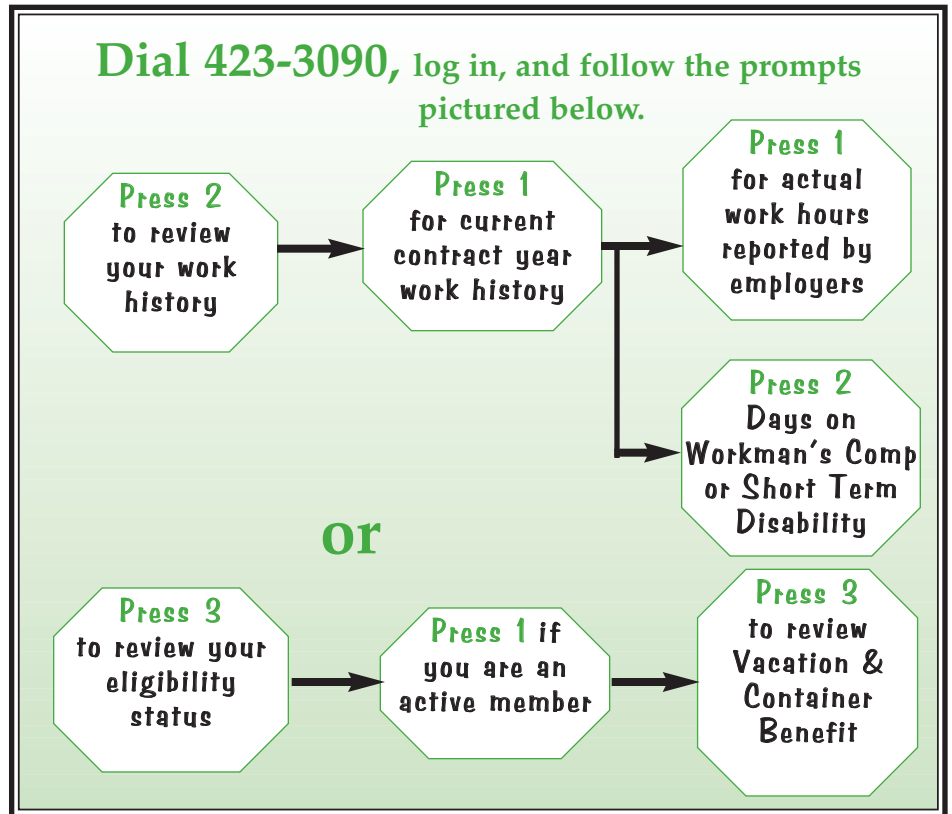 Dial 423-3090, log in, and follow the prompts
pictured below.
Press 2
to review
your work
history
Press 1
for current
contract year
work history
Press 1
for actual
work hours
reported by
employers
Press 2
Days on
Workman's Comp
or Short Term
Disability
or
Press 3
to review your
eligibility
status
Press 1 if
you are an
active member
Press 3
to review
Vacation &
Container
Benefit